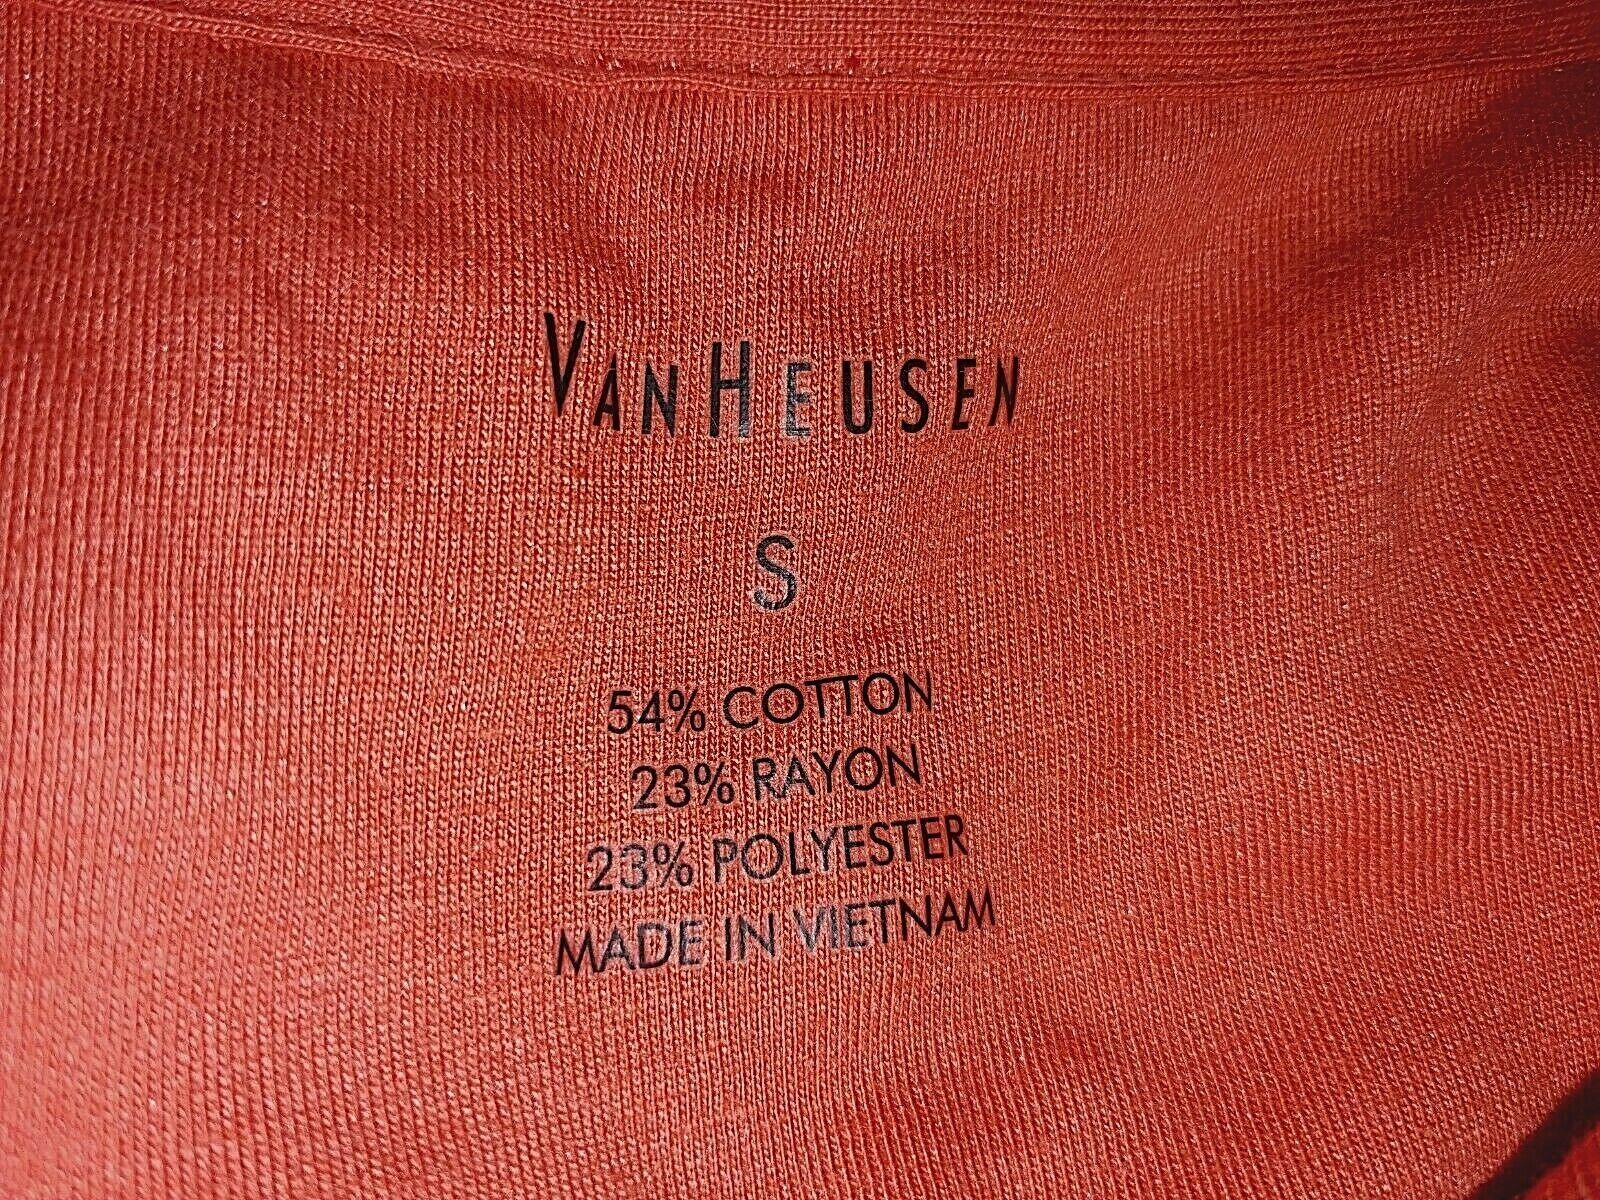 VANHEUSEN
S
54% COTTON
23% RAYON
23% POLYESTER
MADE IN VIETNAM